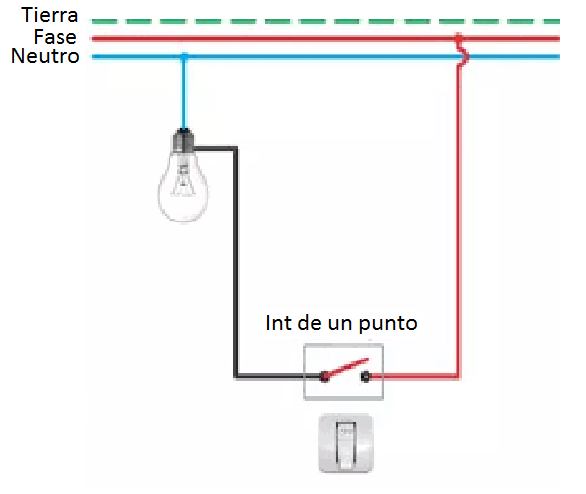 Tierra
Fase
Neutro
Int de un punto